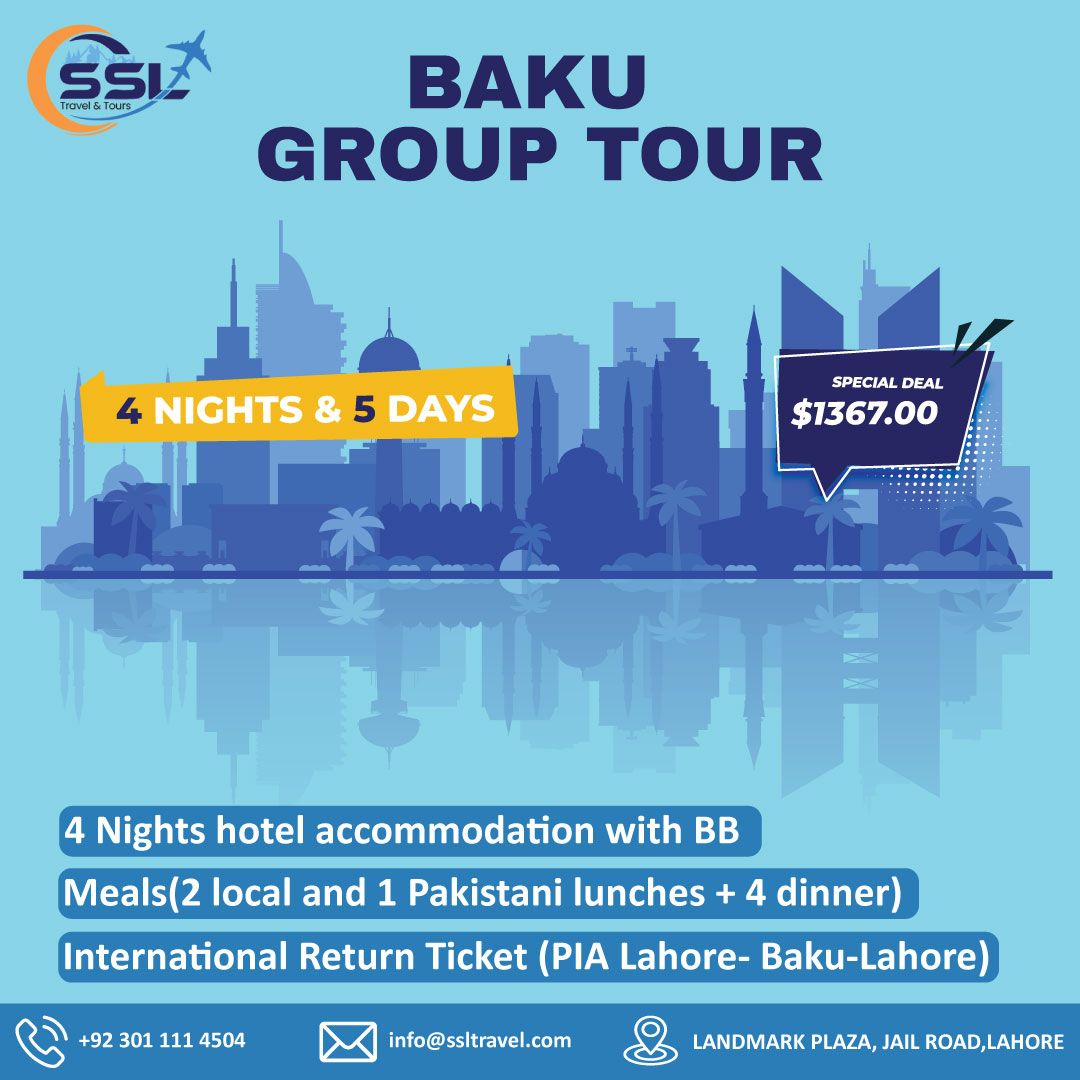 SSL
Travel & Tours
BAKU
GROUP TOUR
4 NIGHTS & 5 DAYS
SPECIAL DEAL
$1367.00
4 Nights hotel accommodation with BB
Meals(2 local and 1 Pakistani lunches + 4 dinner)
International Return Ticket (PIA Lahore- Baku-Lahore)
+92 301 111 4504
info@ssltravel.com
LANDMARK PLAZA, JAIL ROAD,LAHORE